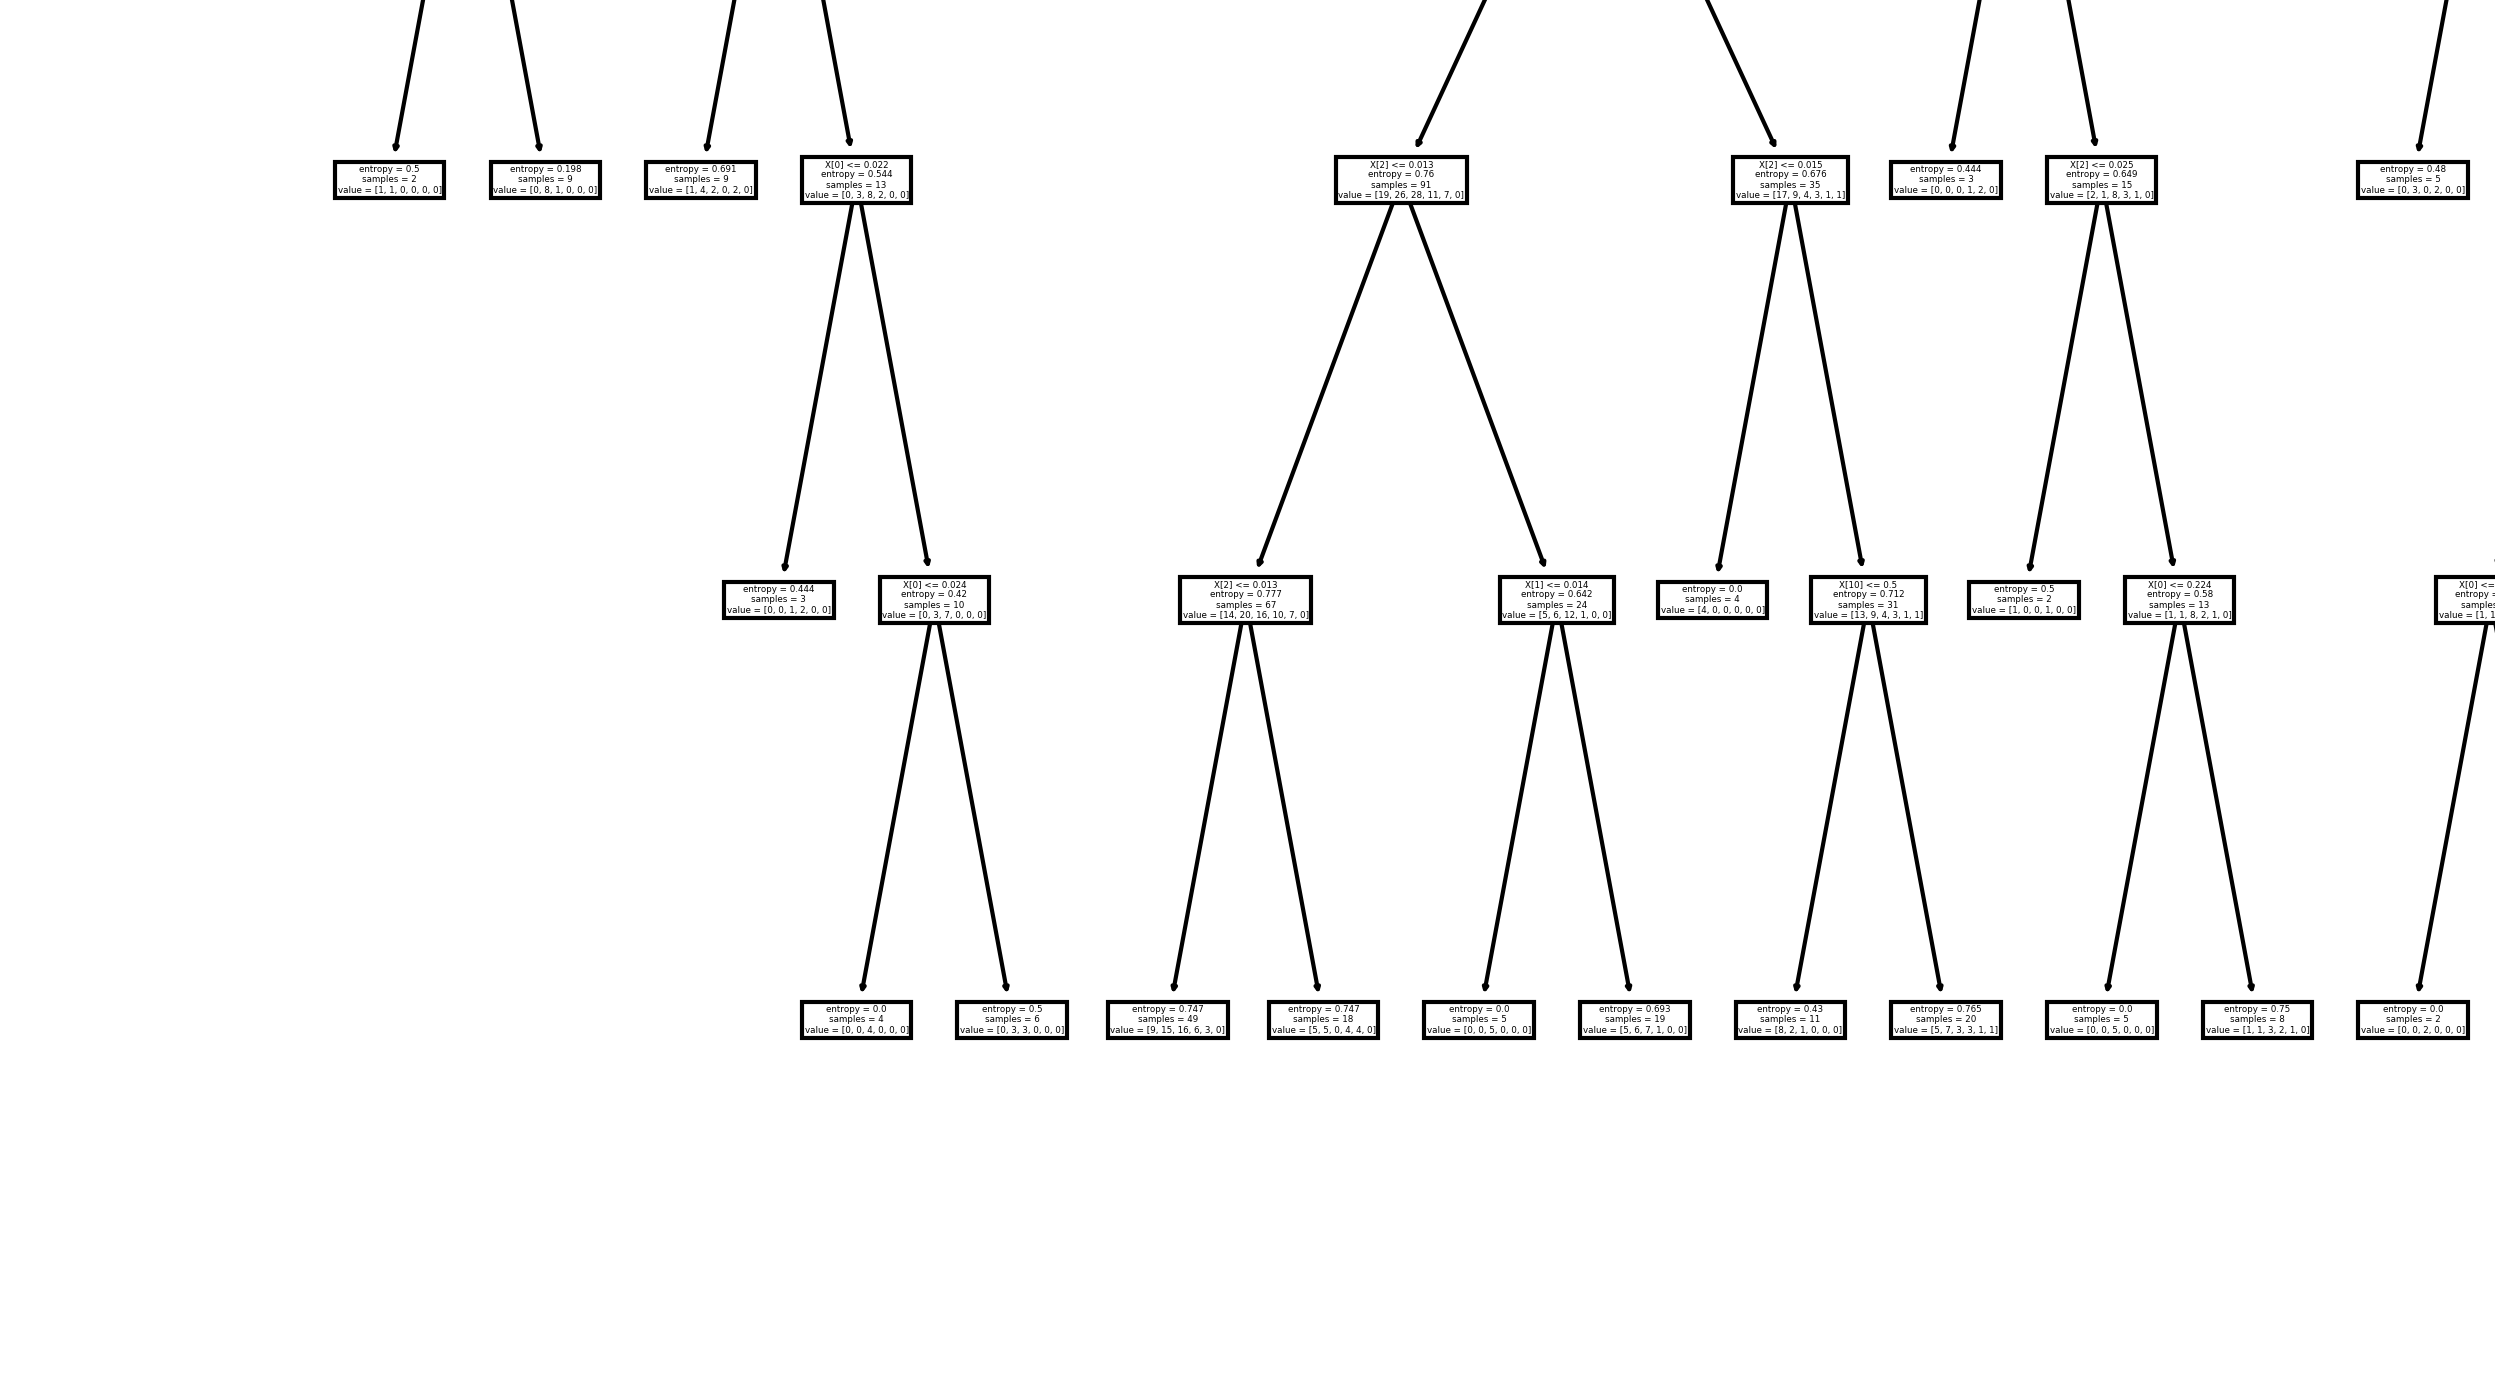 entropy = 0.5
samples = 2
value = [1, 1, 0, 0, 0, 0]
entropy = 0.198
samples = 9
value = [0, 8, 1, 0, 0, 0]
entropy = 0.691
samples = 9
value = [1, 4, 2, 0, 2, 0]
X[0] <= 0.022
entropy = 0.544
samples = 13
value = [0, 3, 8, 2, 0, 0]
X[2] <= 0.013
entropy = 0.76
samples = 91
value = [19, 26, 28, 11, 7, 0]
X[2] <= 0.015
entropy = 0.676
samples = 35
value = [17, 9, 4, 3, 1, 1]
entropy = 0.444
samples = 3
value = [0, 0, 0, 1, 2, 0]
X[2] <= 0.025
entropy = 0.649
samples = 15
value = [2, 1, 8, 3, 1, 0]
entropy = 0.48
samples = 5
value = [0, 3, 0, 2, 0, 0]
entropy = 0.444
samples = 3
value = [0, 0, 1, 2, 0, 0]
X[0] <= 0.024
entropy = 0.42
samples = 10
value = [0, 3, 7, 0, 0, 0]
X[2] <= 0.013
entropy = 0.777
samples = 67
value = [14, 20, 16, 10, 7, 0]
X[1] <= 0.014
entropy = 0.642
samples = 24
value = [5, 6, 12, 1, 0, 0]
entropy = 0.0
samples = 4
value = [4, 0, 0, 0, 0, 0]
X[10] <= 0.5
entropy = 0.712
samples = 31
value = [13, 9, 4, 3, 1, 1]
entropy = 0.5
samples = 2
value = [1, 0, 0, 1, 0, 0]
X[0] <= 0.224
entropy = 0.58
samples = 13
value = [1, 1, 8, 2, 1, 0]
X[0] <=
entropy =
samples
value = [1, 1
entropy = 0.0
samples = 4
value = [0, 0, 4, 0, 0, 0]
entropy = 0.5
samples = 6
value = [0, 3, 3, 0, 0, 0]
entropy = 0.747
samples = 49
value = [9, 15, 16, 6, 3, 0]
entropy = 0.747
samples = 18
value = [5, 5, 0, 4, 4, 0]
entropy = 0.0
samples = 5
value = [0, 0, 5, 0, 0, 0]
entropy = 0.693
samples = 19
value = [5, 6, 7, 1, 0, 0]
entropy = 0.43
samples = 11
value = [8, 2, 1, 0, 0, 0]
entropy = 0.765
samples = 20
value = [5, 7, 3, 3, 1, 1]
entropy = 0.0
samples = 5
value = [0, 0, 5, 0, 0, 0]
entropy = 0.75
samples = 8
value = [1, 1, 3, 2, 1, 0]
entropy = 0.0
samples = 2
value = [0, 0, 2, 0, 0, 0]